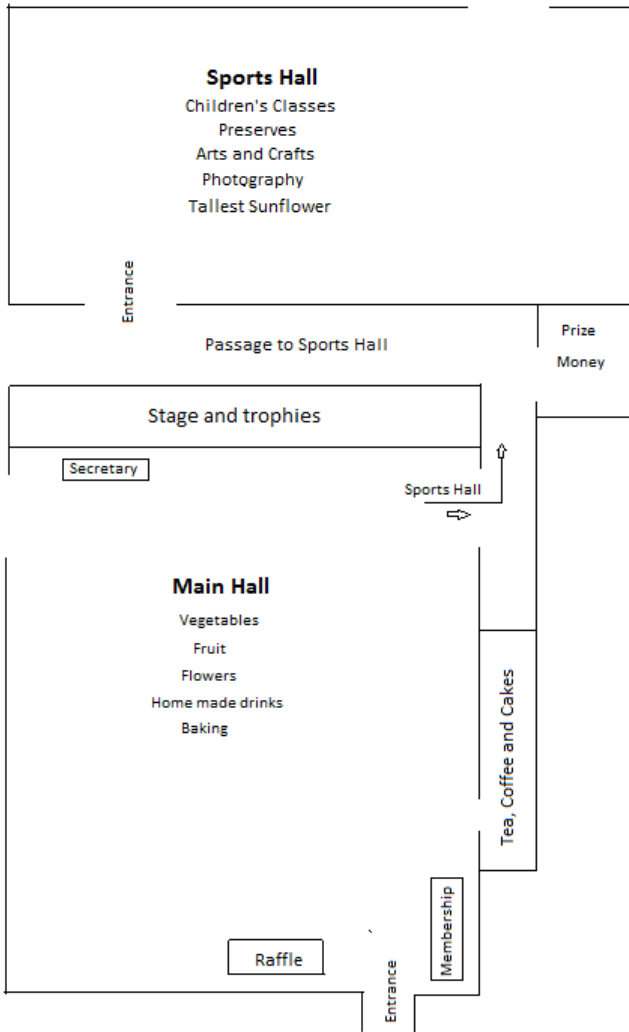 Sports Hall
Children's Classes
Preserves
Arts and Crafts
Photography
Tallest Sunflower
Entrance
Prize
Money
Passage to Sports Hall
Stage and trophies
Secretary
Sports Hall
Main Hall
Vegetables
Fruit
Flowers
Home made drinks
Baking
Tea, Coffee and Cakes
Membership
Raffle
Entrance